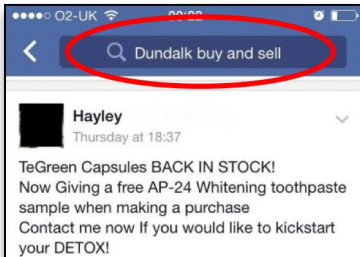 O2-UK 00:22
Dundalk buy and sell
Hayley
Thursday at 18:37
TeGreen Capsules BACK IN STOCK!
Now Giving a free AP-24 Whitening toothpaste
sample when making a purchase
Contact me now If you would like to kickstart
your DETOX!